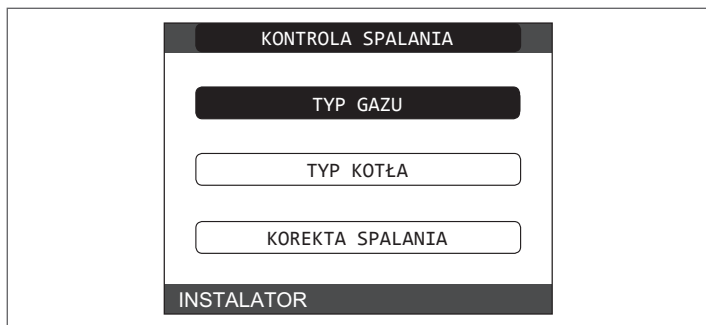 KONTROLA SPALANIA
TYP GAZU
TYP KOTŁA
KOREKTA SPALANIA
INSTALATOR